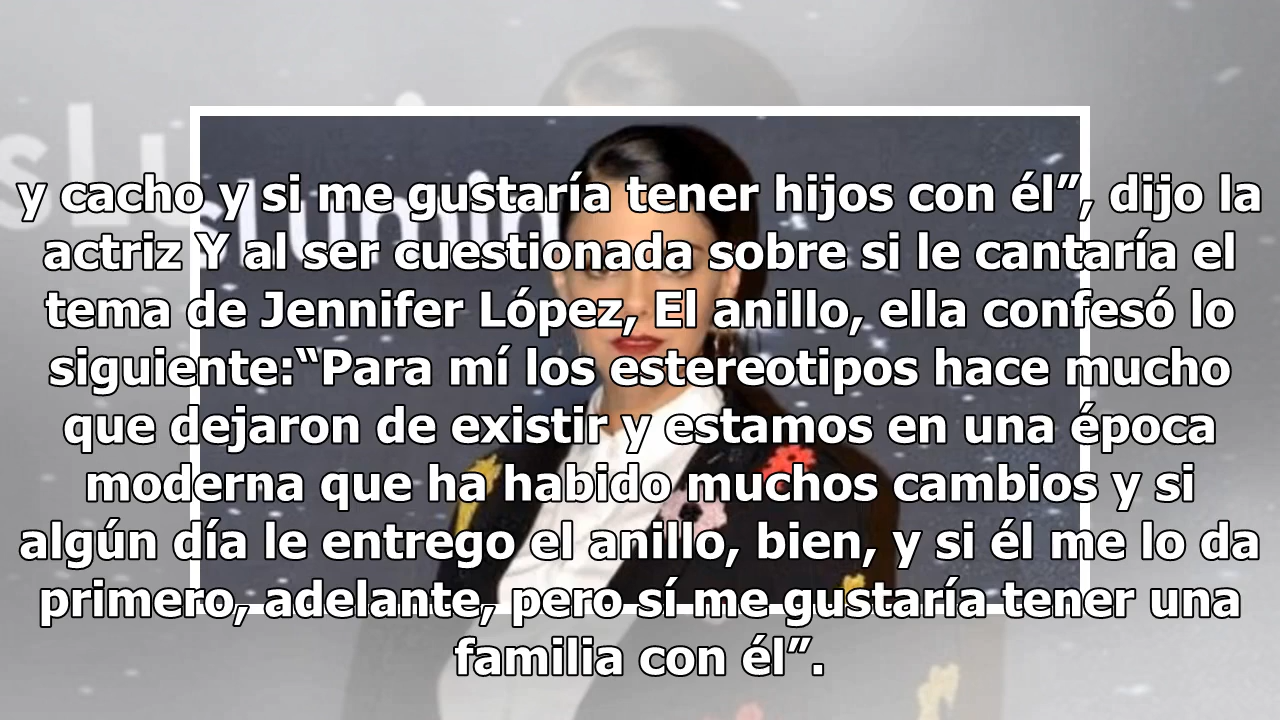 y cacho y si me gustaría tener hijos con él”, dijo la
actriz Y al ser cuestionada sobre si le cantaría el
tema de Jennifer López, El anillo, ella confesó lo
siguiente:“Para mí los estereotipos hace mucho
que dejaron de existir y estamos en una época
moderna que ha habido muchos cambios y si
algún día le entrego el anillo, bien, y si él me lo da
primero, adelante, pero sí me gustaría tener una
familia con él”.